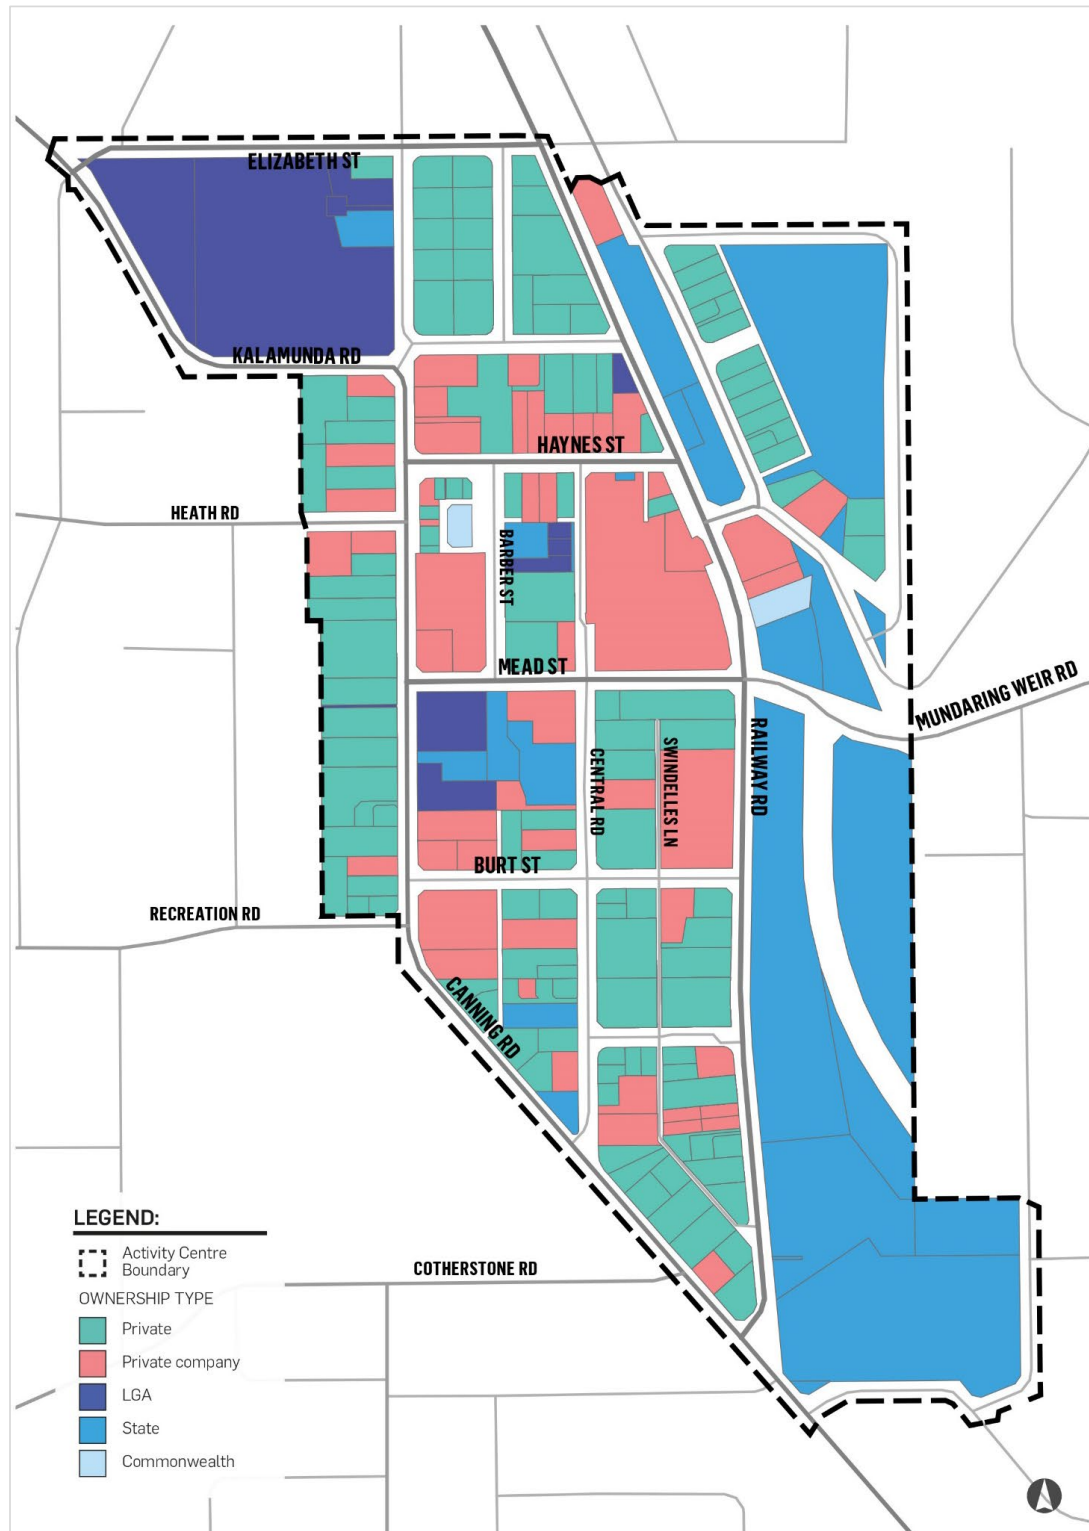 ELIZABETH ST
KALAMUNDA RD
HAYNES ST
HEATH RD
BARBER ST
MEAD ST
MUNDARING WEIR RD
RAILWAY RD
SWINDELLES LN
CENTRAL RD
BURT ST
RECREATION RD
CANNING RD
COTHERSTONE RD
LEGEND:
Activity Centre
Boundary
OWNERSHIP TYPE
Private
Private company
LGA
State
Commonwealth